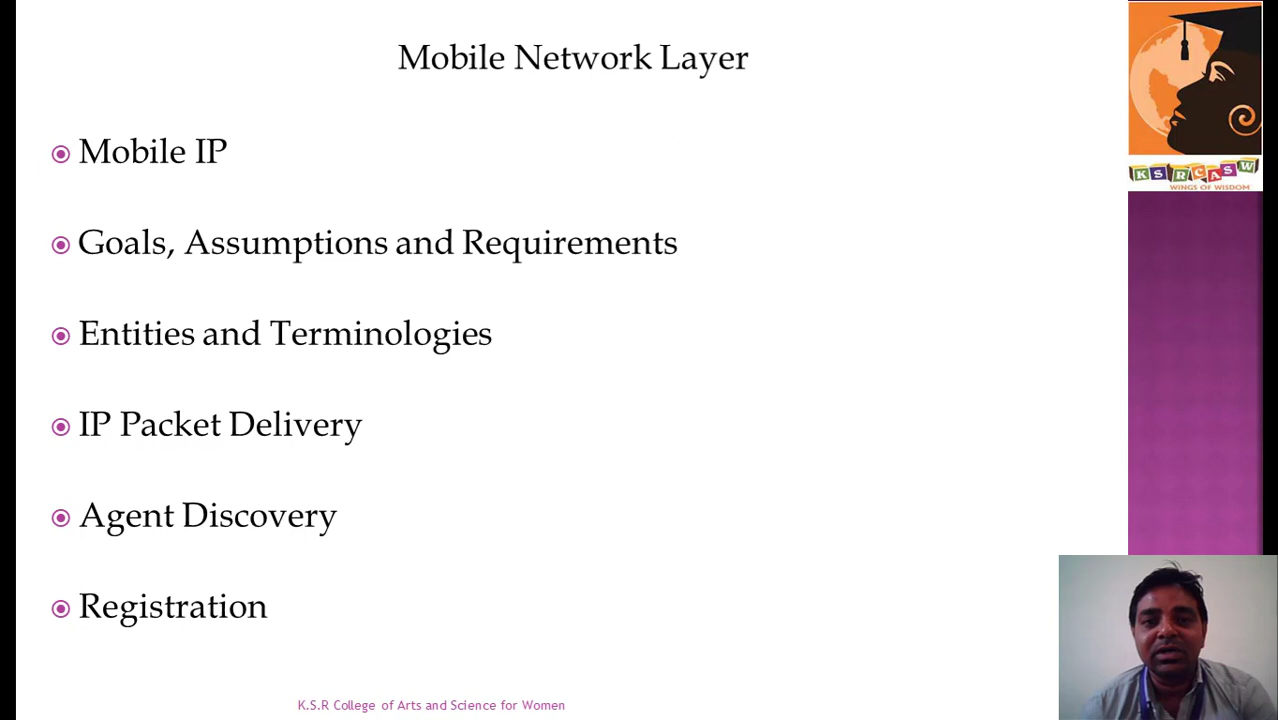 Mobile Network Layer
Mobile IP
Goals, Assumptions and Requirements
Entities and Terminologies
IP Packet Delivery
Agent Discovery
Registration
K.S.R College of Arts and Science for Women
KSRCASW
WINGS OF WISDOM